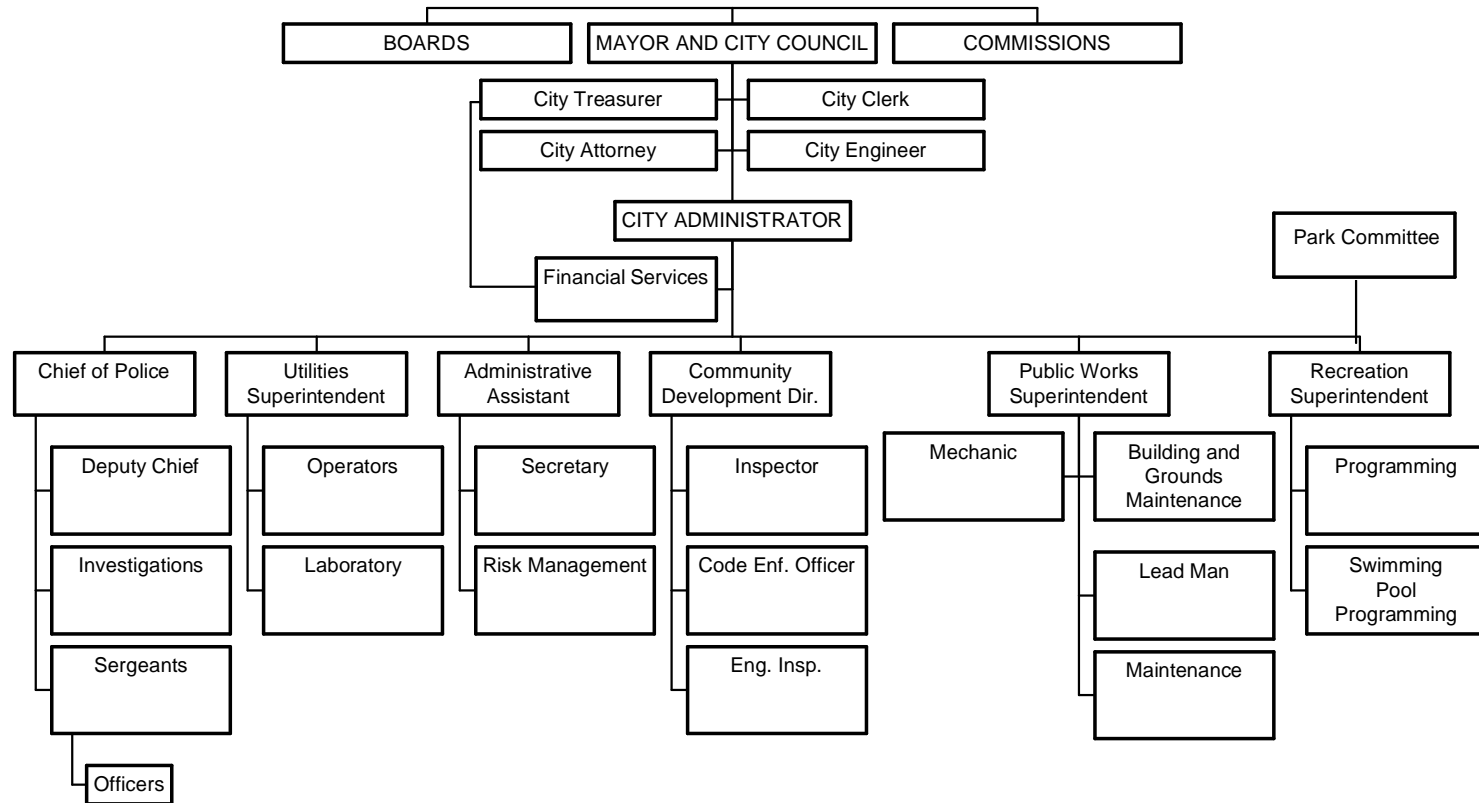 BOARDS
MAYOR AND CITY COUNCIL
COMMISSIONS
City Treasurer
City Clerk
City Attorney
City Engineer
CITY ADMINISTRATOR
Park Committee
Financial Services
Chief of Police
Utilities
Superintendent
Administrative
Assistant
Community
Development Dir.
Public Works
Superintendent
Recreation
Superintendent
Deputy Chief
Operators
Secretary
Inspector
Mechanic
Building and
Grounds
Maintenance
Programming
Investigations
Laboratory
Risk Management
Code Enf. Officer
Lead Man
Swimming
Pool
Programming
Sergeants
Eng. Insp.
Maintenance
Officers